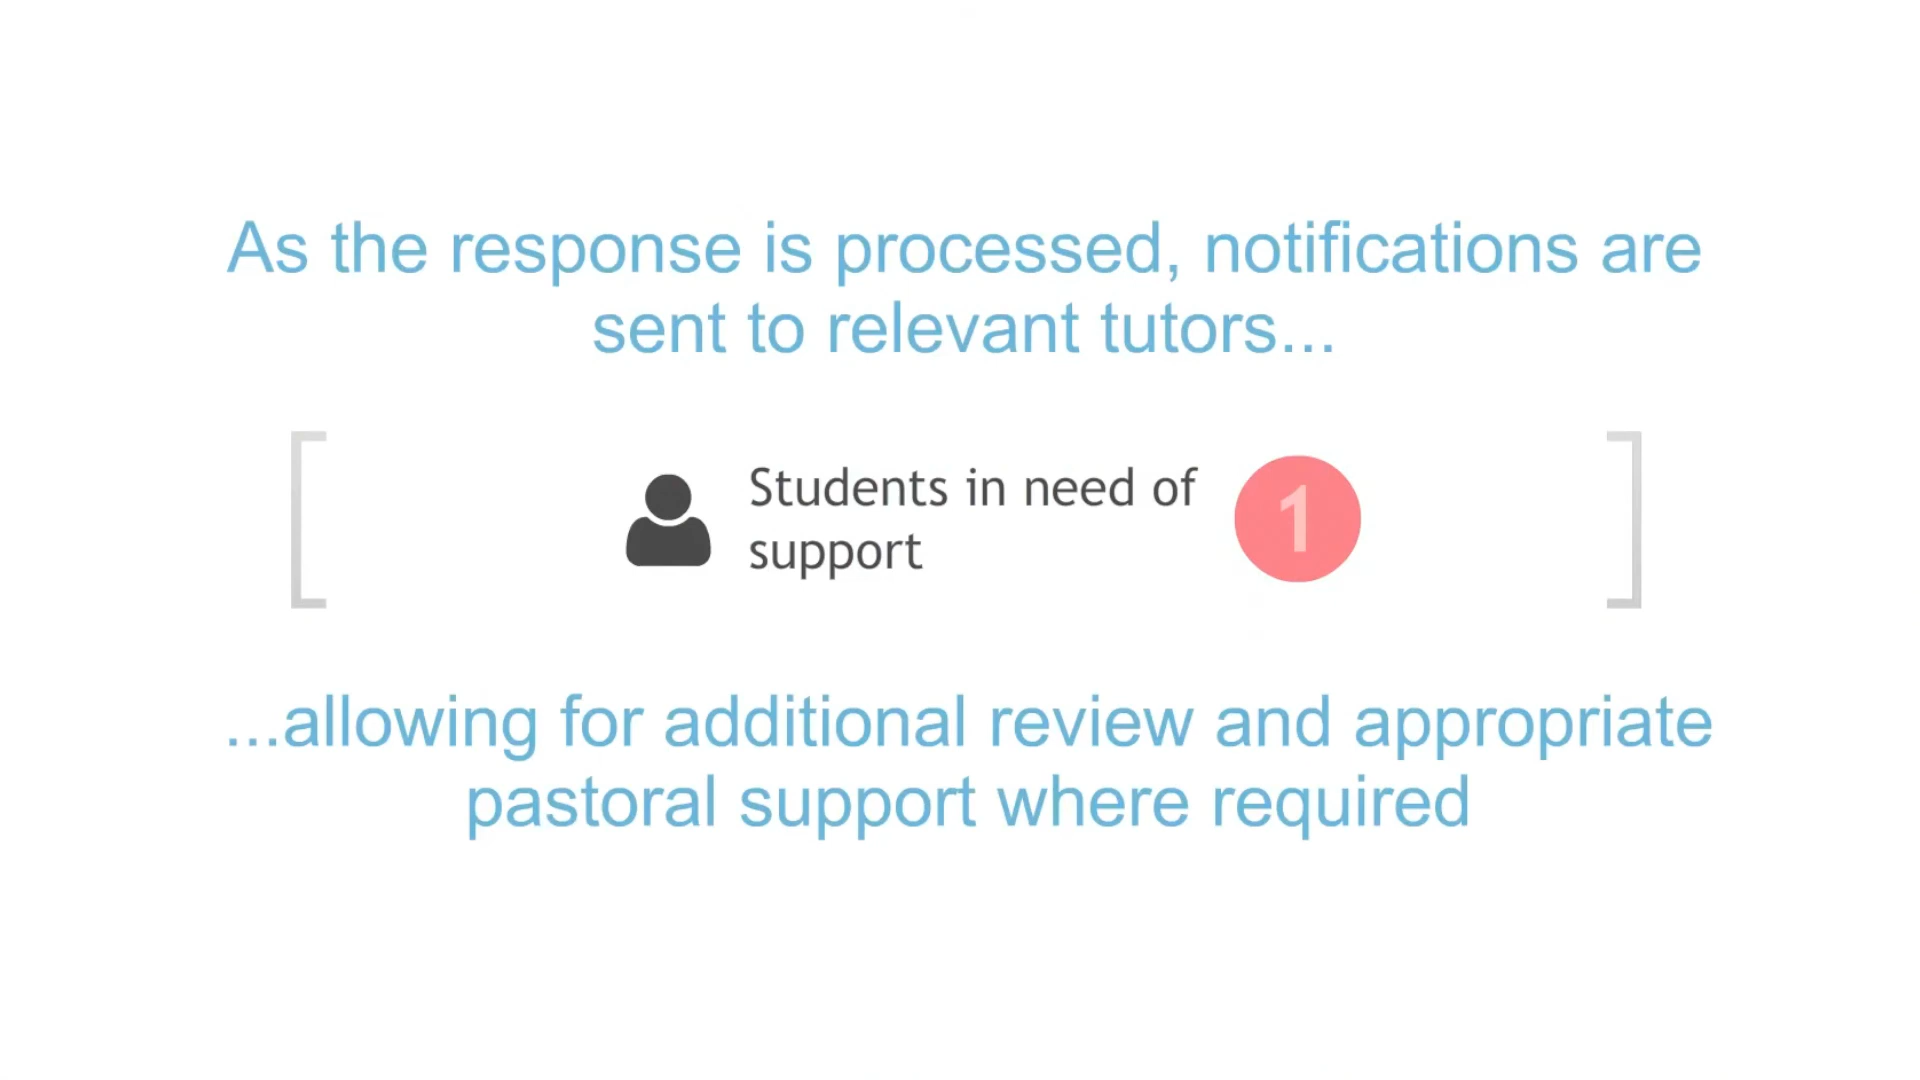 As the response is processed, notifications are
sent to relevant tutors...
Students in need of
support
1
...allowing for additional review and appropriate
pastoral support where required